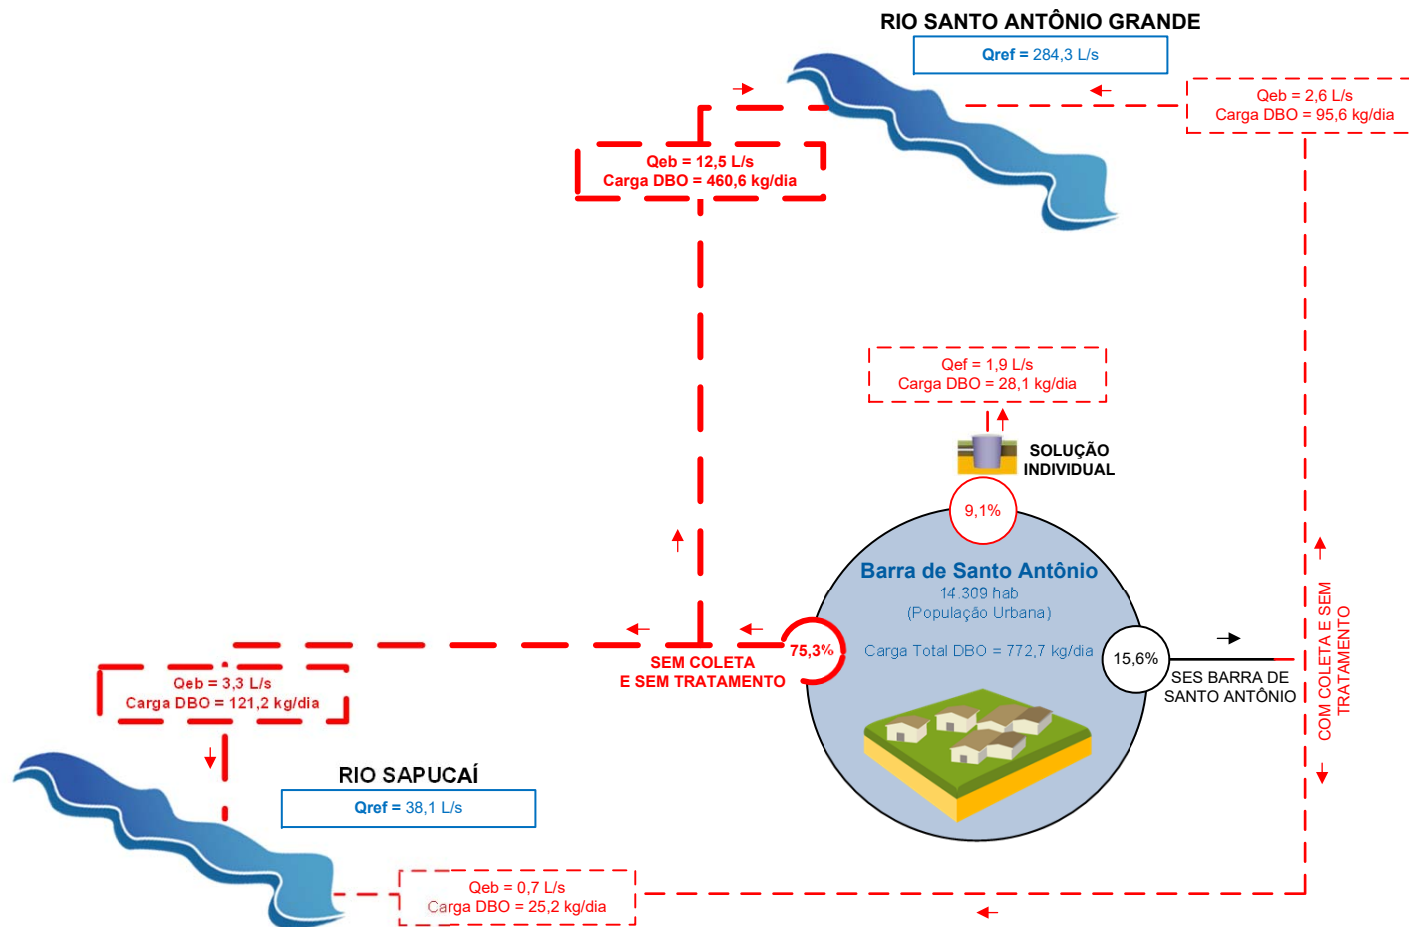 RIO SANTO ANTÔNIO GRANDE
Qref = 284,3 L/s
Qeb = 2,6 L/s
Carga DBO = 95,6 kg/dia
Qeb = 12,5 L/s
Carga DBO = 460,6 kg/dia
Qef = 1,9 L/s
Carga DBO = 28,1 kg/dia
SOLUÇÃO
INDIVIDUAL
9,1%
Barra de Santo Antônio
14.309 hab
(População Urbana)
Carga Total DBO = 772,7 kg/dia
75,3%
SEM COLETA
E SEM TRATAMENTO
15,6%
SES BARRA DE
SANTO ANTÔNIO
COM COLETA E SEM
TRATAMENTO
Qeb = 3,3 L/s
Carga DBO = 121,2 kg/dia
RIO SAPUCAÍ
Qref = 38,1 L/s
Qeb = 0,7 L/s
Carga DBO = 25,2 kg/dia